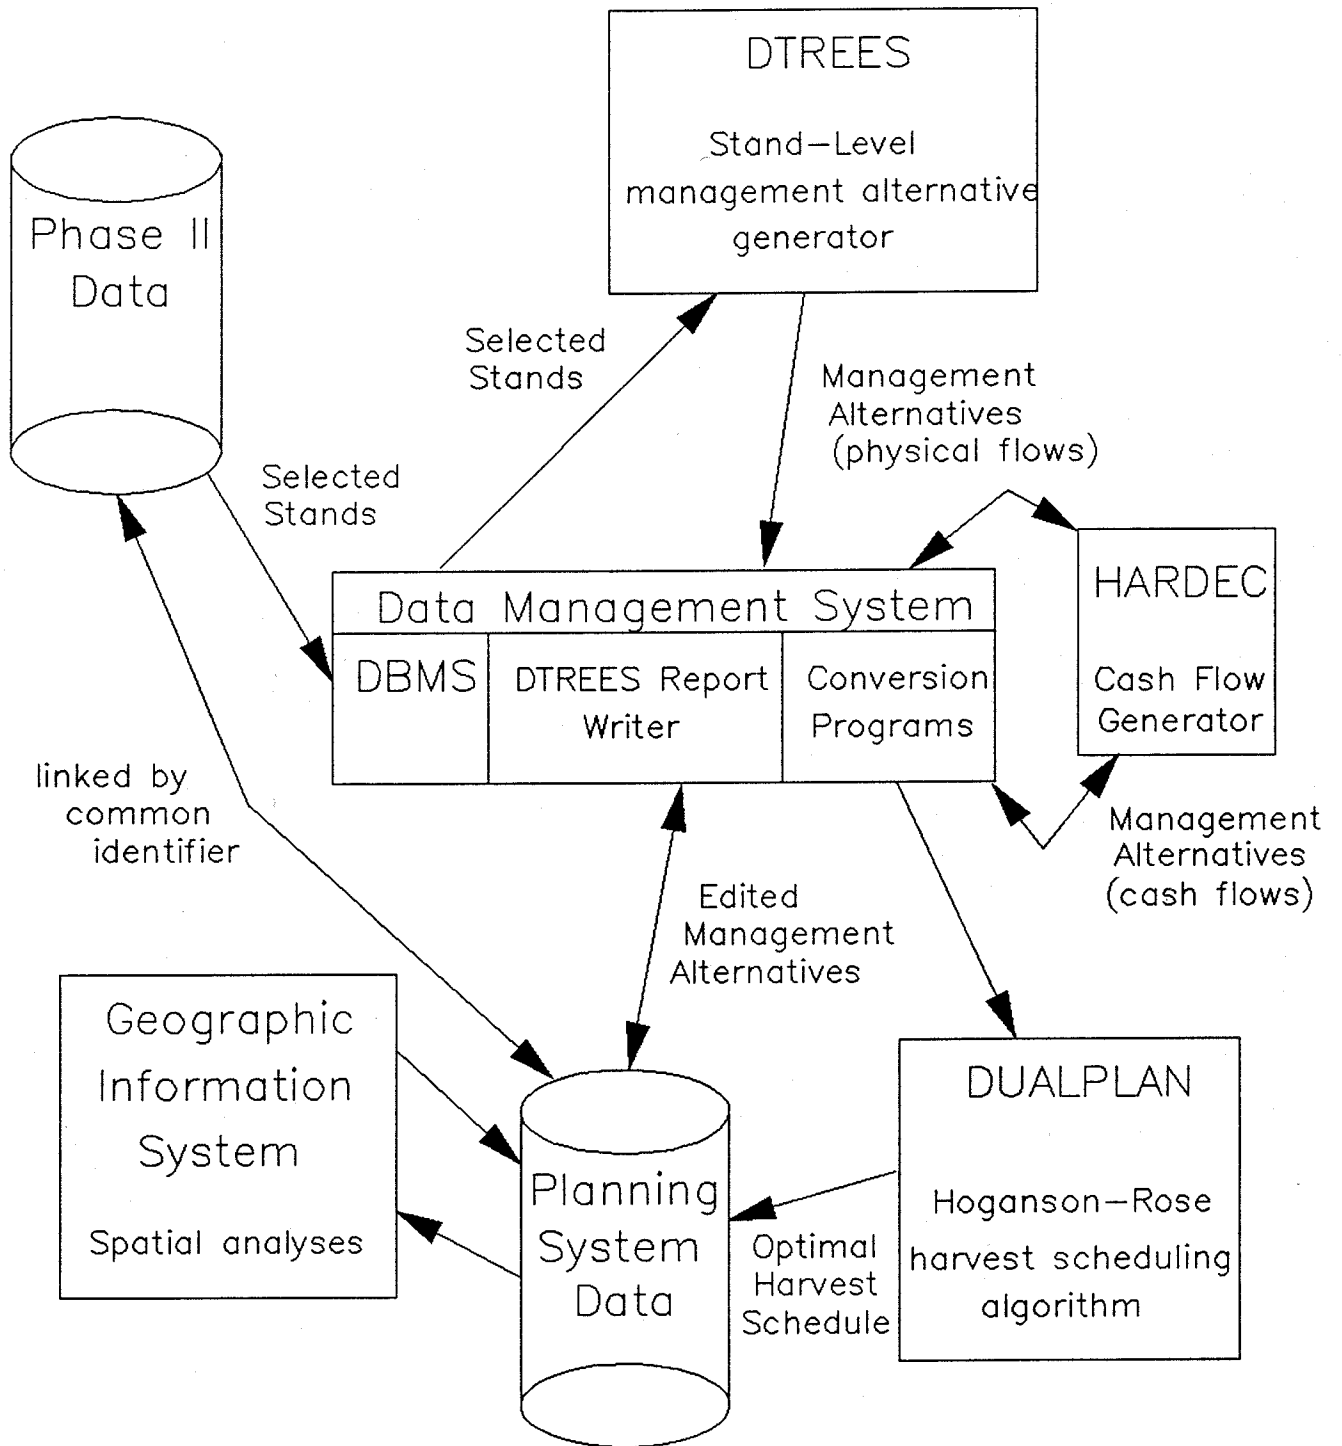 DTREES
Stand-Level
management alternative
generator
Phase II
Data
Selected
Stands
Management
Alternatives
(physical flows)
Selected
Stands
HARDEC
Cash Flow
Generator
Data Management System
DBMS
DTREES Report
Writer
Conversion
Programs
linked by
common
identifier
Management
Alternatives
(cash flows)
Edited
Management
Alternatives
Geographic
Information
System
Spatial analyses
Planning
System
Data
Optimal
Harvest
Schedule
DUALPLAN
Hoganson-Rose
harvest scheduling
algorithm